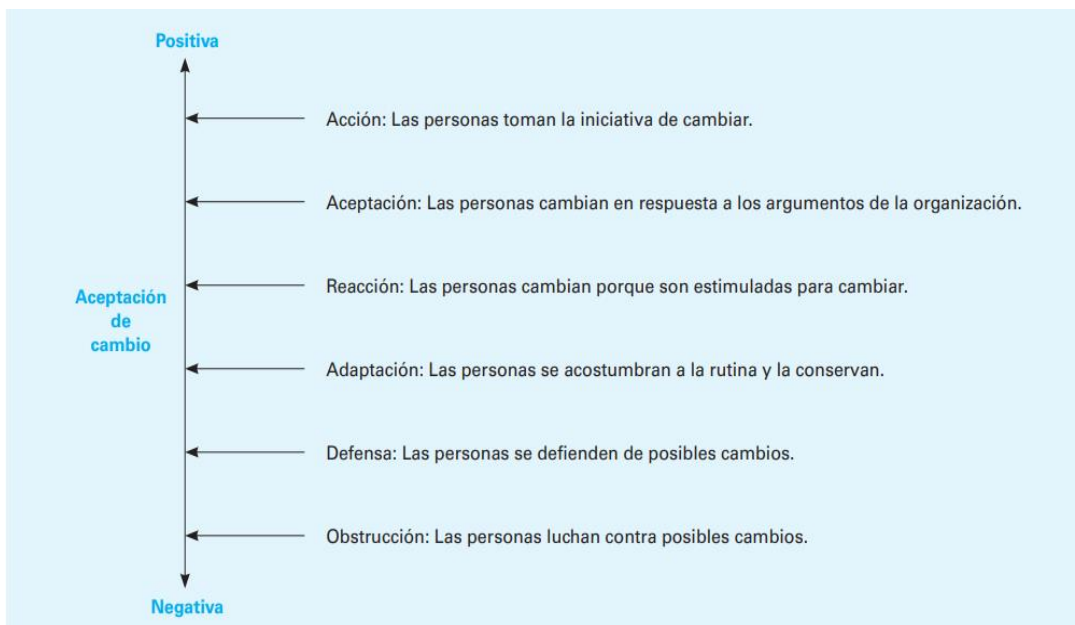 Positiva
Acción: Las personas toman la iniciativa de cambiar.
Aceptación: Las personas cambian en respuesta a los argumentos de la organización.
Reacción: Las personas cambian porque son estimuladas para cambiar.
Aceptación
de
cambio
Adaptación: Las personas se acostumbran a la rutina y la conservan.
Defensa: Las personas se defienden de posibles cambios.
Obstrucción: Las personas luchan contra posibles cambios.
Negativa